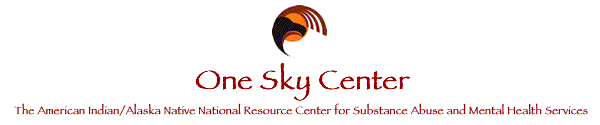 One Sky Center
The American Indian/Alaska Native National Resource Center for Substance Abuse and Mental Health Services